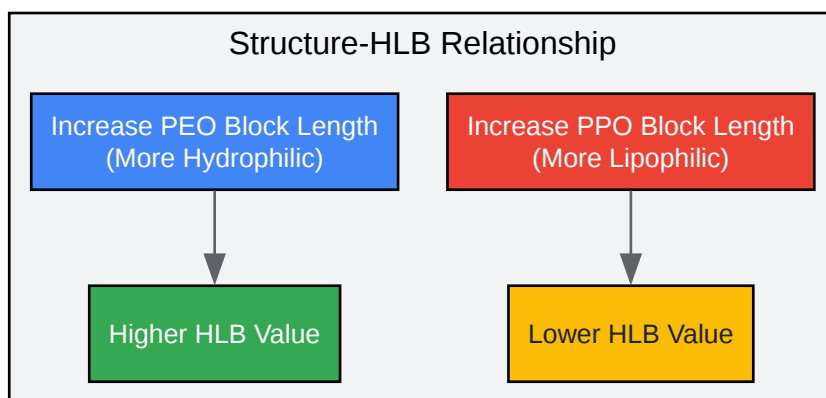 Structure-HLB Relationship
Increase PEO Block Length
(More Hydrophilic)
Increase PPO Block Length
(More Lipophilic)
Higher HLB Value
Lower HLB Value